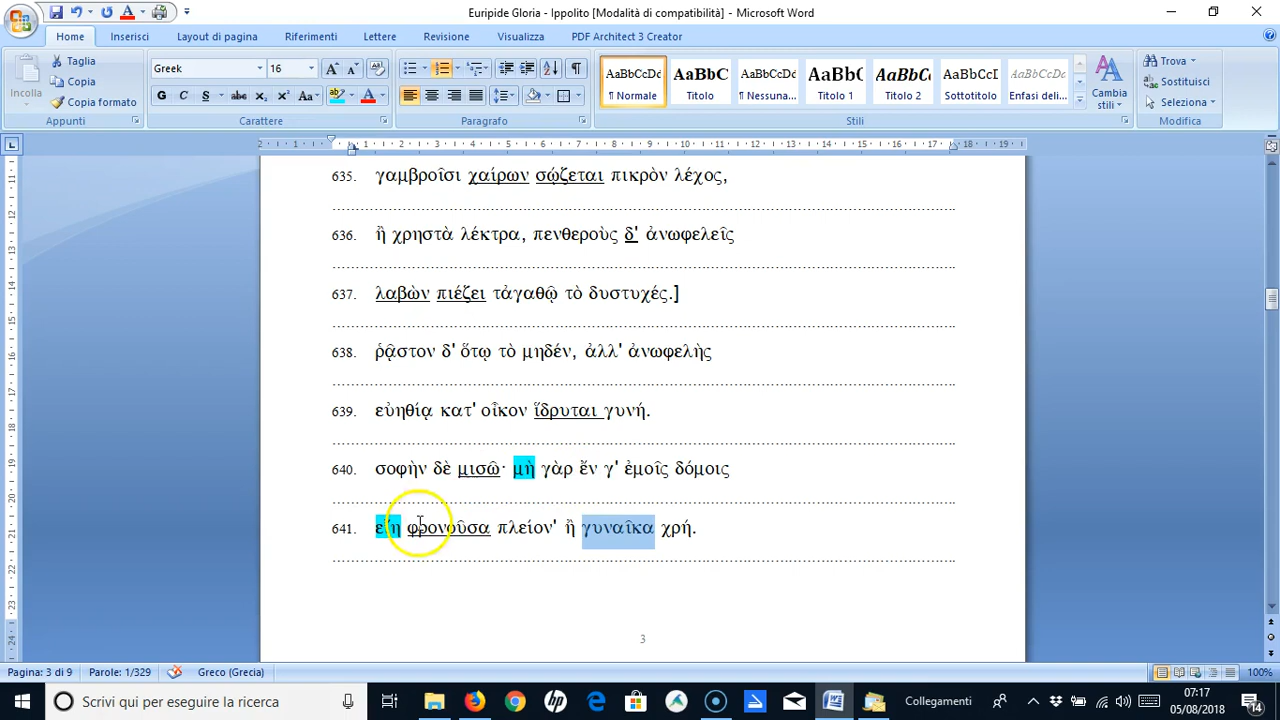 Euripide Gloria - Ippolito [Modalità di compatibilità] - Microsoft Word
Home Inserisci Layout di pagina Riferimenti Lettere Revisione Visualizza PDF Architect 3 Creator
Incolla Taglia Copia Copia formato
Greek 16
AaBbCcDd AaBbC AaBbCcDc AaBbC AaBbC AaBbCcDd AaBbCcDd
¶ Normale Titolo ¶ Nessuna... Titolo 1 Titolo 2 Sottotitolo Enfasi deli...
Cambia stili
Trova Sostituisci Seleziona
Appunti Carattere Paragrafo Stili Modifica
635. γαμβροῖσι χαίρων σῴζεται πικρὸν λέχος,
636. ἢ χρηστὰ λέκτρα, πενθεροὺς δ' ἀνωφελεῖς
637. λαβὼν πιέζει τἀγαθῷ τὸ δυστυχές.]
638. ῥᾷστον δ' ὅτῳ τὸ μηδέν, ἀλλ' ἀνωφελὴς
639. εὐηθίᾳ κατ' οἶκον ἵδρυται γυνή.
640. σοφὴν δὲ μισῶ· μὴ γὰρ ἔν γ' ἐμοῖς δόμοις
641. εἴη φρονοῦσα πλείον' ἢ γυναῖκα χρή.
3
Pagina: 3 di 9 Parole: 1/329 Greco (Grecia) 100%
Scrivi qui per eseguire la ricerca
Collegamenti
07:17
05/08/2018